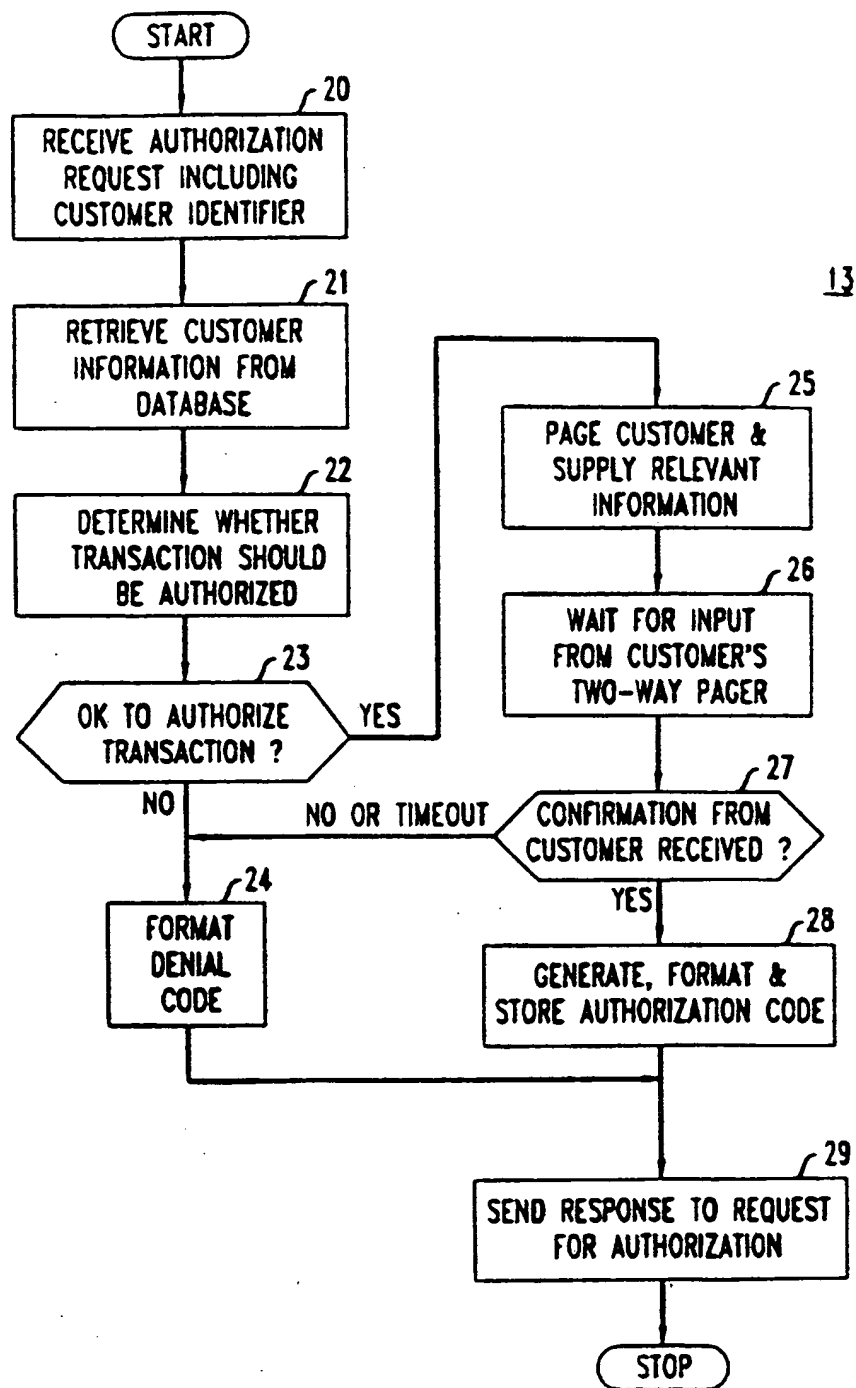 START
20
RECEIVE AUTHORIZATION
REQUEST INCLUDING
CUSTOMER IDENTIFIER
21
RETRIEVE CUSTOMER
INFORMATION FROM
DATABASE
22
DETERMINE WHETHER
TRANSACTION SHOULD
BE AUTHORIZED
23
OK TO AUTHORIZE
TRANSACTION ?
YES
NO
24
FORMAT
DENIAL
CODE
13
25
PAGE CUSTOMER &
SUPPLY RELEVANT
INFORMATION
26
WAIT FOR INPUT
FROM CUSTOMER'S
TWO-WAY PAGER
27
CONFIRMATION FROM
CUSTOMER RECEIVED ?
NO OR TIMEOUT
YES
28
GENERATE, FORMAT &
STORE AUTHORIZATION CODE
29
SEND RESPONSE TO REQUEST
FOR AUTHORIZATION
STOP